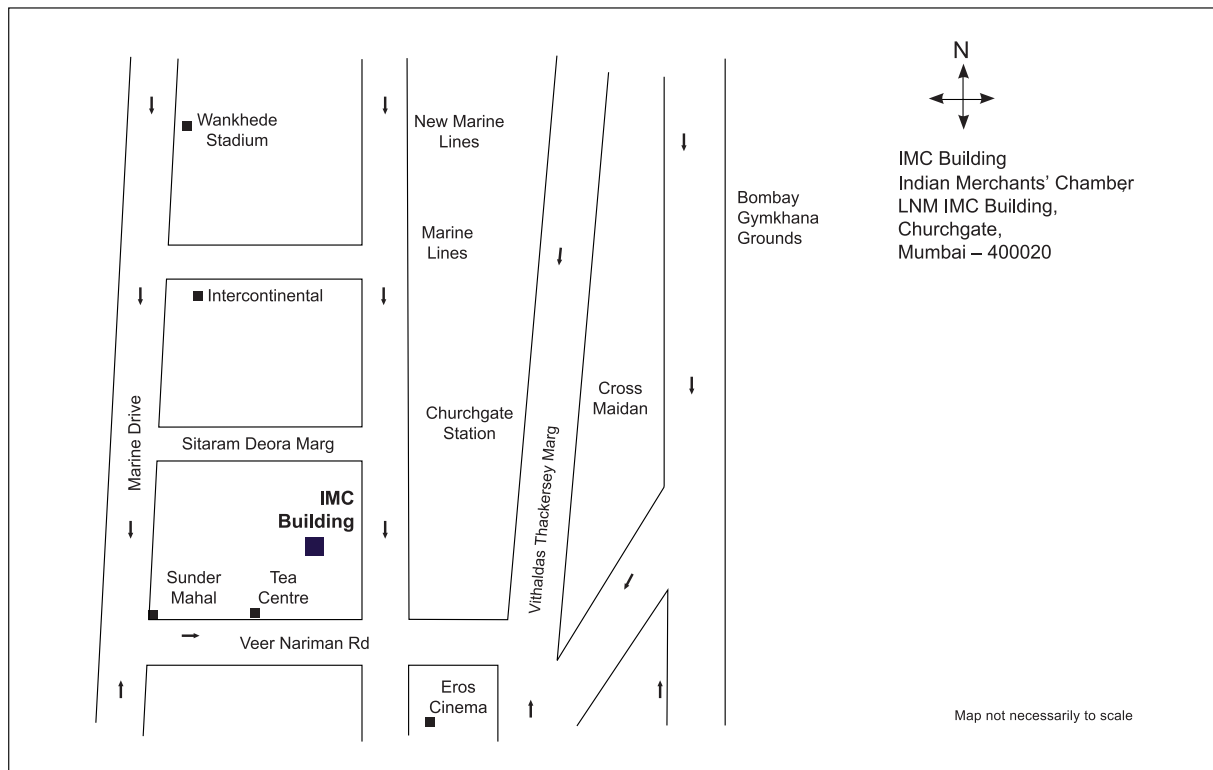 N
IMC Building
Indian Merchants' Chamber,
LNM IMC Building,
Churchgate,
Mumbai – 400020
Wankhede
Stadium
New Marine
Lines
Bombay
Gymkhana
Grounds
Marine
Lines
Intercontinental
Marine Drive
Churchgate
Station
Cross
Maidan
Sitaram Deora Marg
Vithaldas Thackersey Marg
IMC
Building
Sunder
Mahal
Tea
Centre
Veer Nariman Rd
Eros
Cinema
Map not necessarily to scale